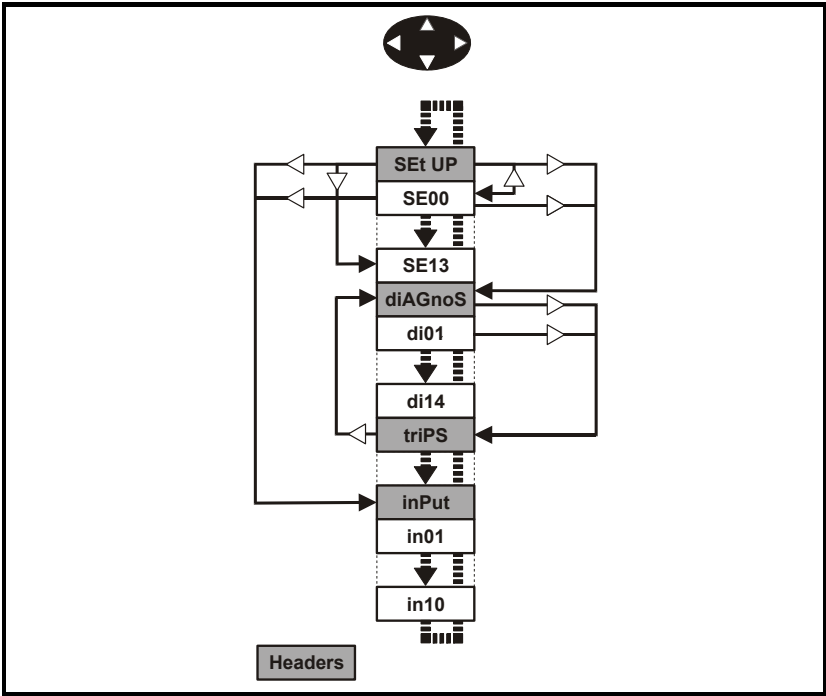 SEt UP
SE00
SE13
diAGnoS
di01
di14
triPS
inPut
in01
in10
Headers